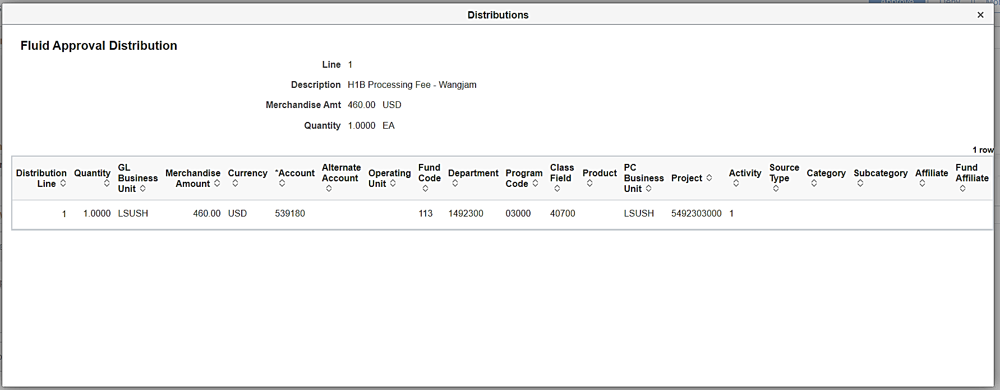 Approve Deny
Distributions
Fluid Approval Distribution
Line 1
Description H1B Processing Fee - Wangjam
Merchandise Amt 460.00 USD
Quantity 1.0000 EA
1 row
Distribution Line Quantity GL Business Unit Merchandise Amount Currency *Account Alternate Account Operating Unit Fund Code Department Program Code Class Field Product PC Business Unit Project Activity Source Type Category Subcategory Affiliate Fund Affiliate
1 1.0000 LSUSH 460.00 USD 539180 113 1492300 03000 40700 LSUSH 5492303000 1